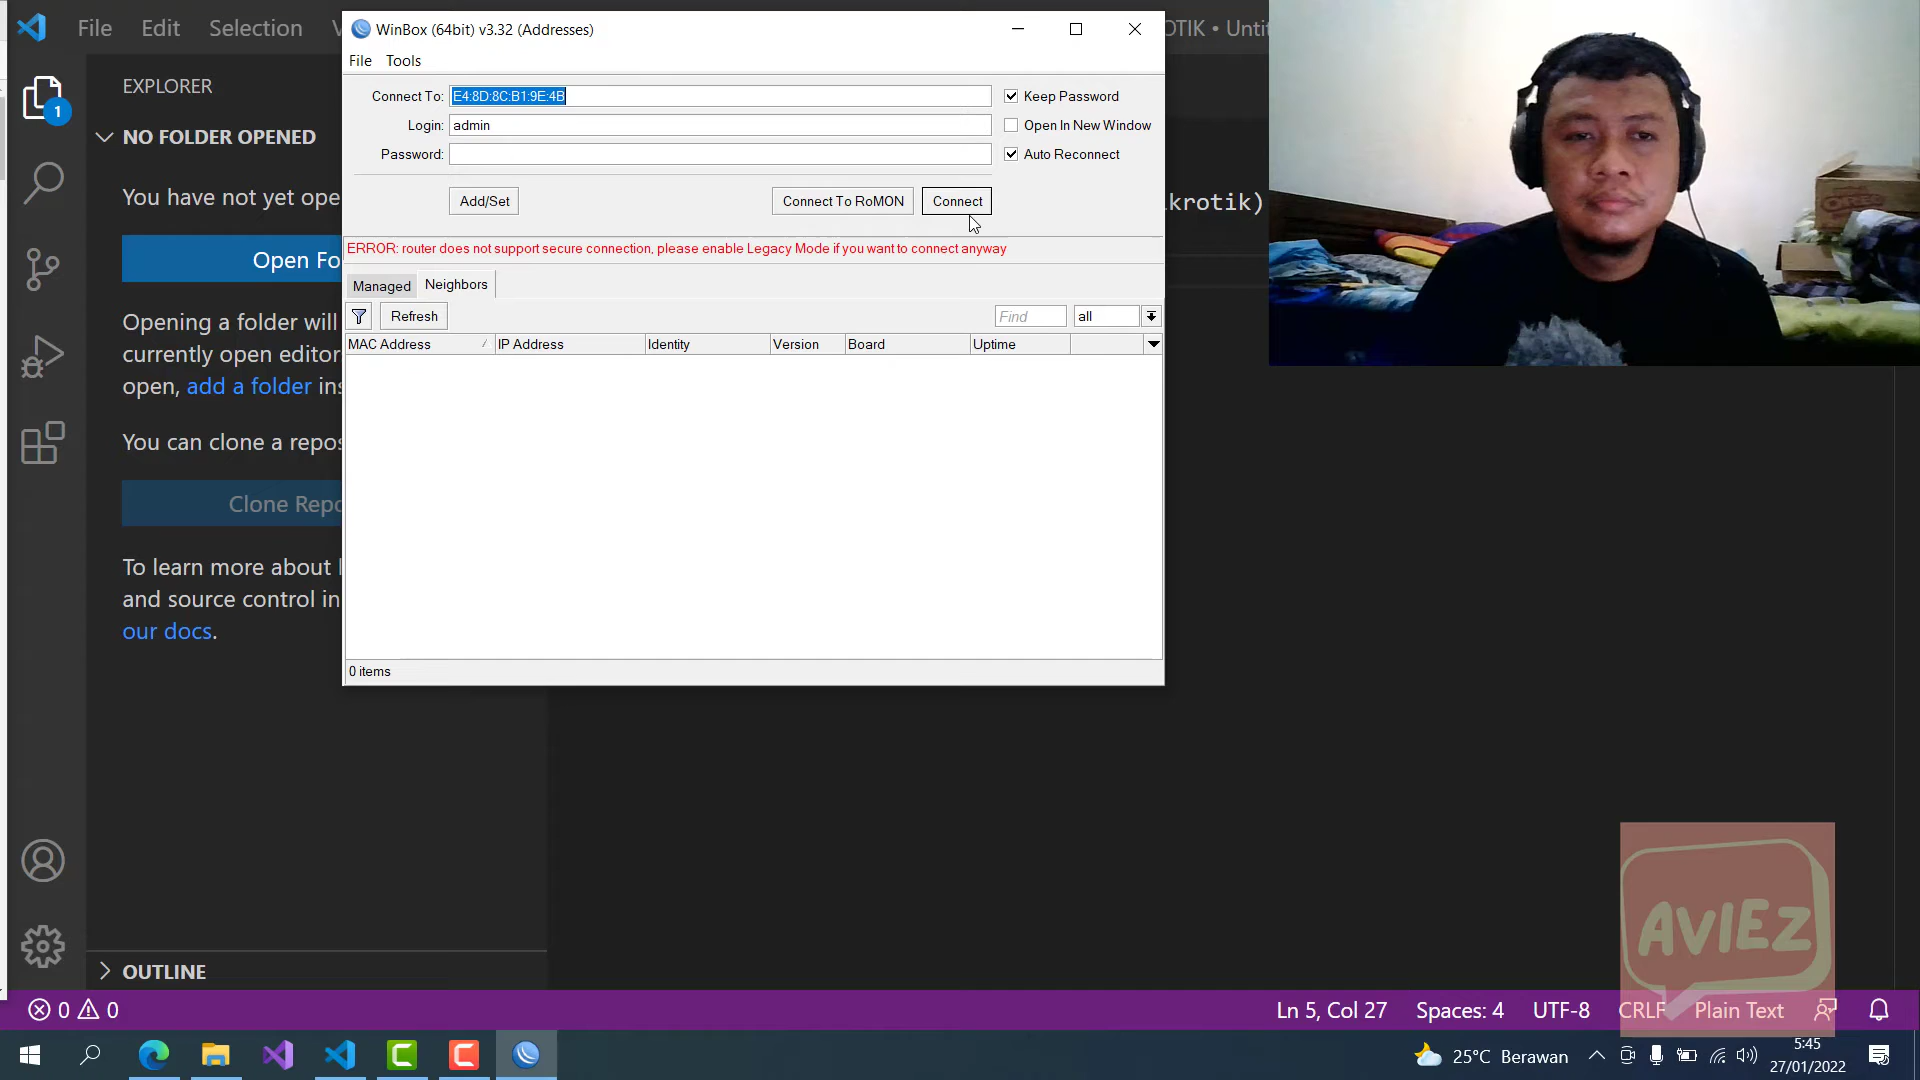 File Edit Selection V
OTIK • Unti
EXPLORER
1
NO FOLDER OPENED
You have not yet ope
Open Fo
Opening a folder will
currently open editor
open, add a folder ins
You can clone a repos
Clone Repo
To learn more about
and source control in
our docs.
OUTLINE
krotik)
WinBox (64bit) v3.32 (Addresses)
File Tools
Connect To: E4:8D:8C:B1:9E:4B
Keep Password
Login: admin
Open In New Window
Password:
Auto Reconnect
Add/Set Connect To RoMON Connect
ERROR: router does not support secure connection, please enable Legacy Mode if you want to connect anyway
Managed Neighbors
Refresh Find all
MAC Address IP Address Identity Version Board Uptime
0 items
AVIEZ
0 0 Ln 5, Col 27 Spaces: 4 UTF-8 CRLF Plain Text
25°C Berawan
5:45
27/01/2022